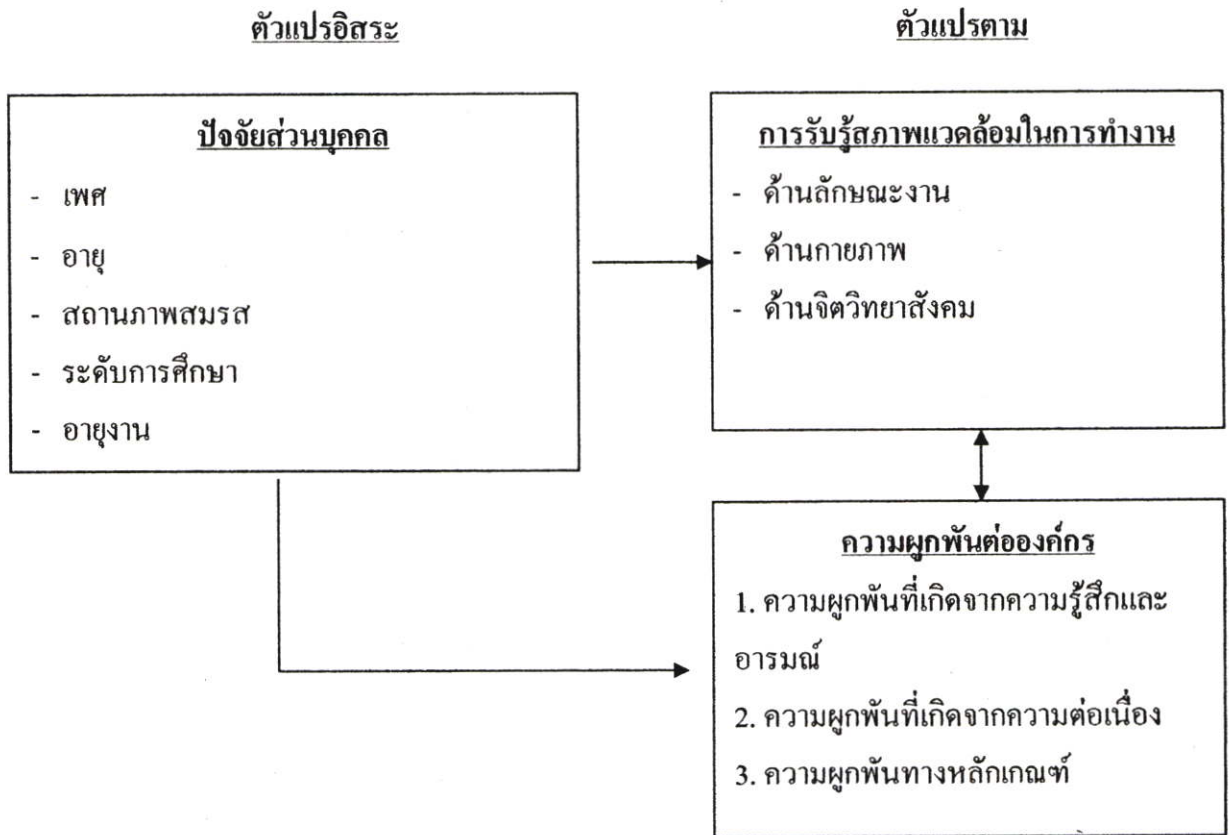 ตัวแปรอิสระ
ตัวแปรตาม
ปัจจัยส่วนบุคคล
- เพศ
- อายุ
- สถานภาพสมรส
- ระดับการศึกษา
- อายุงาน
การรับรู้สภาพแวดล้อมในการทำงาน
- ด้านลักษณะงาน
- ด้านกายภาพ
- ด้านจิตวิทยาสังคม
ความผูกพันต่อองค์กร
1. ความผูกพันที่เกิดจากความรู้สึกและ
อารมณ์
2. ความผูกพันที่เกิดจากความต่อเนื่อง
3. ความผูกพันทางหลักเกณฑ์